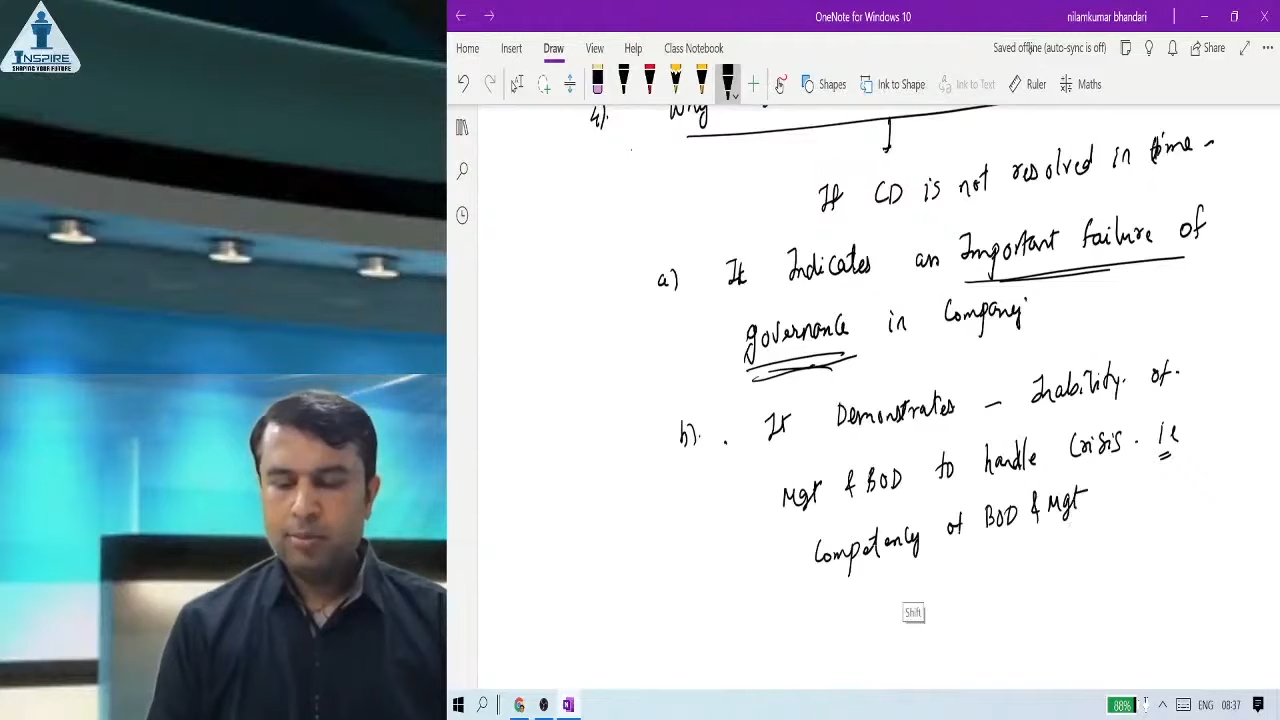 INSPIRE
SHAPING YOUR FUTURE
OneNote for Windows 10
nilamkumar bhandari
Home Insert Draw View Help Class Notebook
Saved offline (auto-sync is off)
Share
Shapes
Ink to Shape
Ink to Text
Ruler
Maths
4). Why
If CD is not resolved in time -
a) It Indicates an Important failure of
governance in Company
b). It Demonstrates - Inability of
Mgt & BOD to handle Crisis. ie
Competency of BOD & Mgt
Shift
88%
ENG 08:37